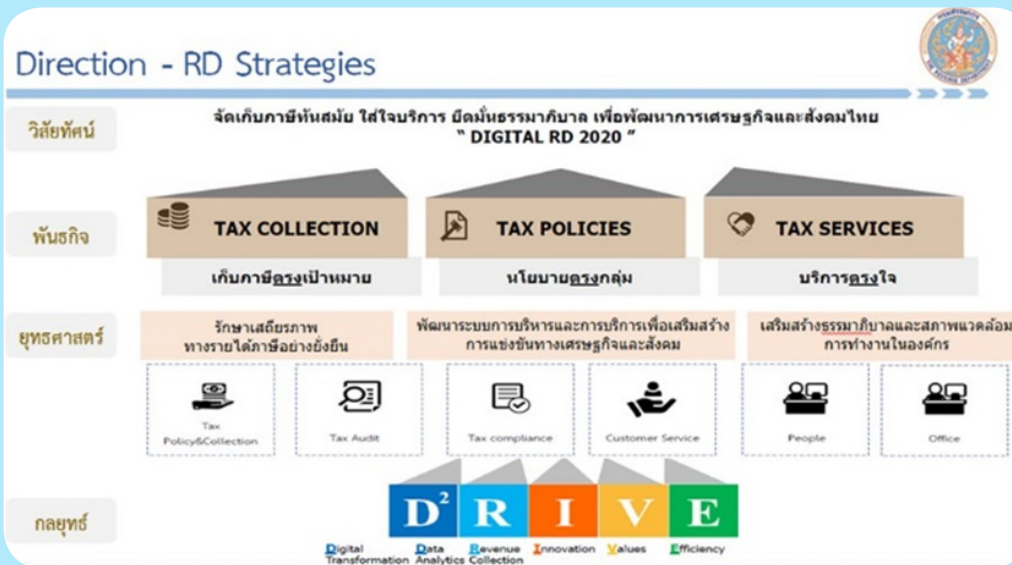 Direction - RD Strategies
วิสัยทัศน์
จัดเก็บภาษีทันสมัย ใส่ใจบริการ ยึดมั่นธรรมาภิบาล เพื่อพัฒนาการเศรษฐกิจและสังคมไทย
“ DIGITAL RD 2020 ”
พันธกิจ
TAX COLLECTION
TAX POLICIES
TAX SERVICES
เก็บภาษีตรงเป้าหมาย
นโยบายตรงกลุ่ม
บริการตรงใจ
ยุทธศาสตร์
รักษาเสถียรภาพ
ทางรายได้ภาษีอย่างยั่งยืน
พัฒนาระบบการบริหารและการบริการเพื่อเสริมสร้าง
การแข่งขันทางเศรษฐกิจและสังคม
เสริมสร้างธรรมาภิบาลและสภาพแวดล้อม
การทำงานในองค์กร
Tax
Policy&Collection
Tax Audit
Tax compliance
Customer Service
People
Office
กลยุทธ์
D² R I V E
Digital
Transformation
Data
Analytics
Revenue
Collection
Innovation
Values
Efficiency